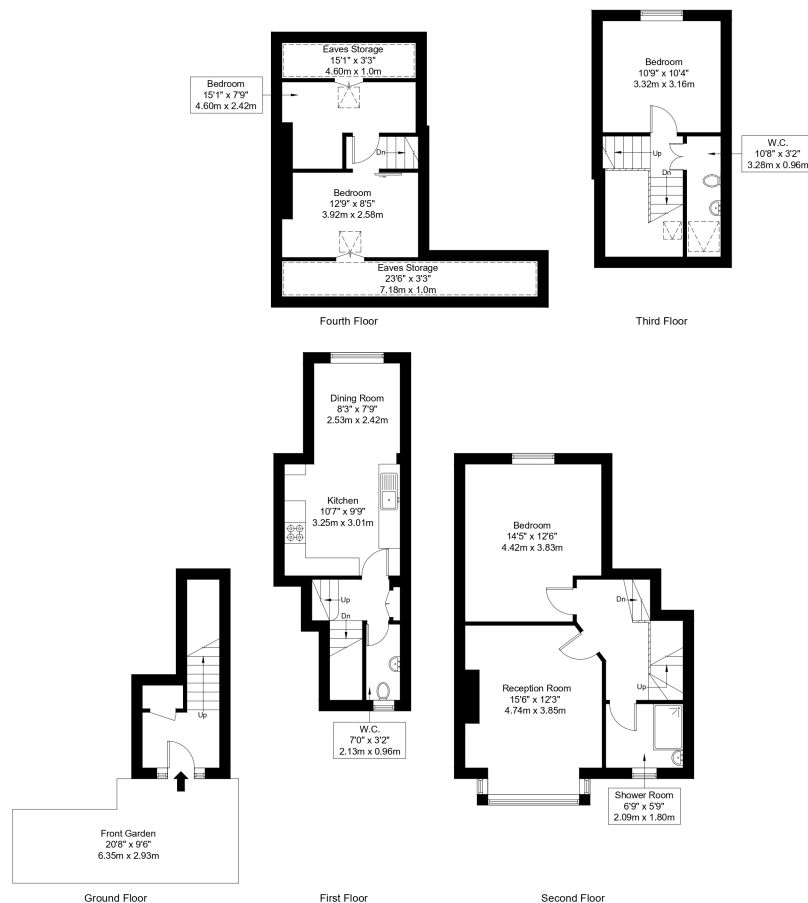 Eaves Storage
15'1" x 3'3"
4.60m x 1.0m
Bedroom
15'1" x 7'9"
4.60m x 2.42m
Dn
Bedroom
12'9" x 8'5"
3.92m x 2.58m
Eaves Storage
23'6" x 3'3"
7.18m x 1.0m
Fourth Floor
Bedroom
10'9" x 10'4"
3.32m x 3.16m
W.C.
10'8" x 3'2"
3.28m x 0.96m
Up
Dn
Third Floor
Dining Room
8'3" x 7'9"
2.53m x 2.42m
Kitchen
10'7" x 9'9"
3.25m x 3.01m
Up
Dn
W.C.
7'0" x 3'2"
2.13m x 0.96m
First Floor
Bedroom
14'5" x 12'6"
4.42m x 3.83m
Dn
Reception Room
15'6" x 12'3"
4.74m x 3.85m
Up
Shower Room
6'9" x 5'9"
2.09m x 1.80m
Second Floor
Up
Front Garden
20'8" x 9'6"
6.35m x 2.93m
Ground Floor